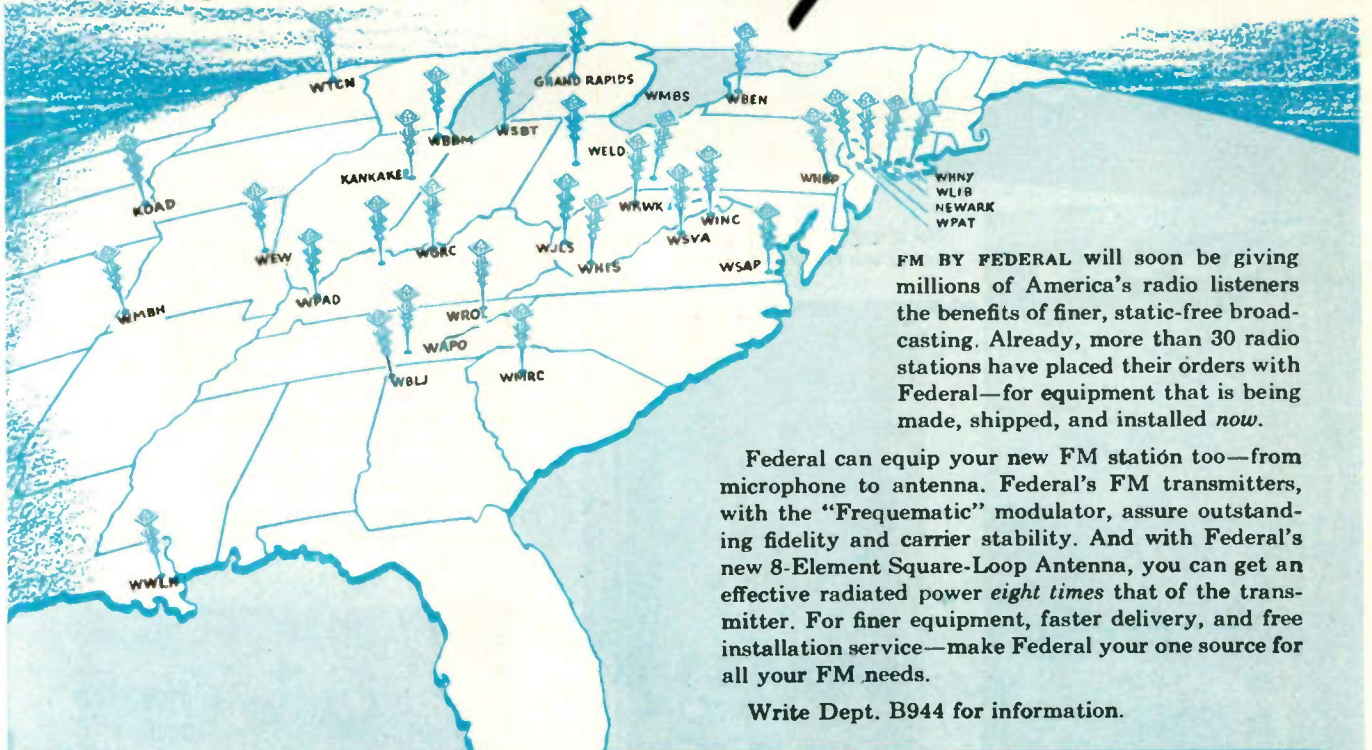 WTCN
GRAND RAPIDS
WMBS
WBEN
WBBM
WSBT
WELD
KANKAKEE
WHNY
WLIB
NEWARK
WPAT
KOAD
WKWK
WINC
WEW
WGRC
WJLS
WHIS
WSVA
WSAP
WMBH
WPAD
WROL
WAPO
WBLJ
WMRC
WWLH
FM BY FEDERAL will soon be giving
millions of America's radio listeners
the benefits of finer, static-free broad-
casting. Already, more than 30 radio
stations have placed their orders with
Federal—for equipment that is being
made, shipped, and installed now.
Federal can equip your new FM station too—from
microphone to antenna. Federal's FM transmitters,
with the "Frequematic" modulator, assure outstand-
ing fidelity and carrier stability. And with Federal's
new 8-Element Square-Loop Antenna, you can get an
effective radiated power eight times that of the trans-
mitter. For finer equipment, faster delivery, and free
installation service—make Federal your one source for
all your FM needs.
Write Dept. B944 for information.